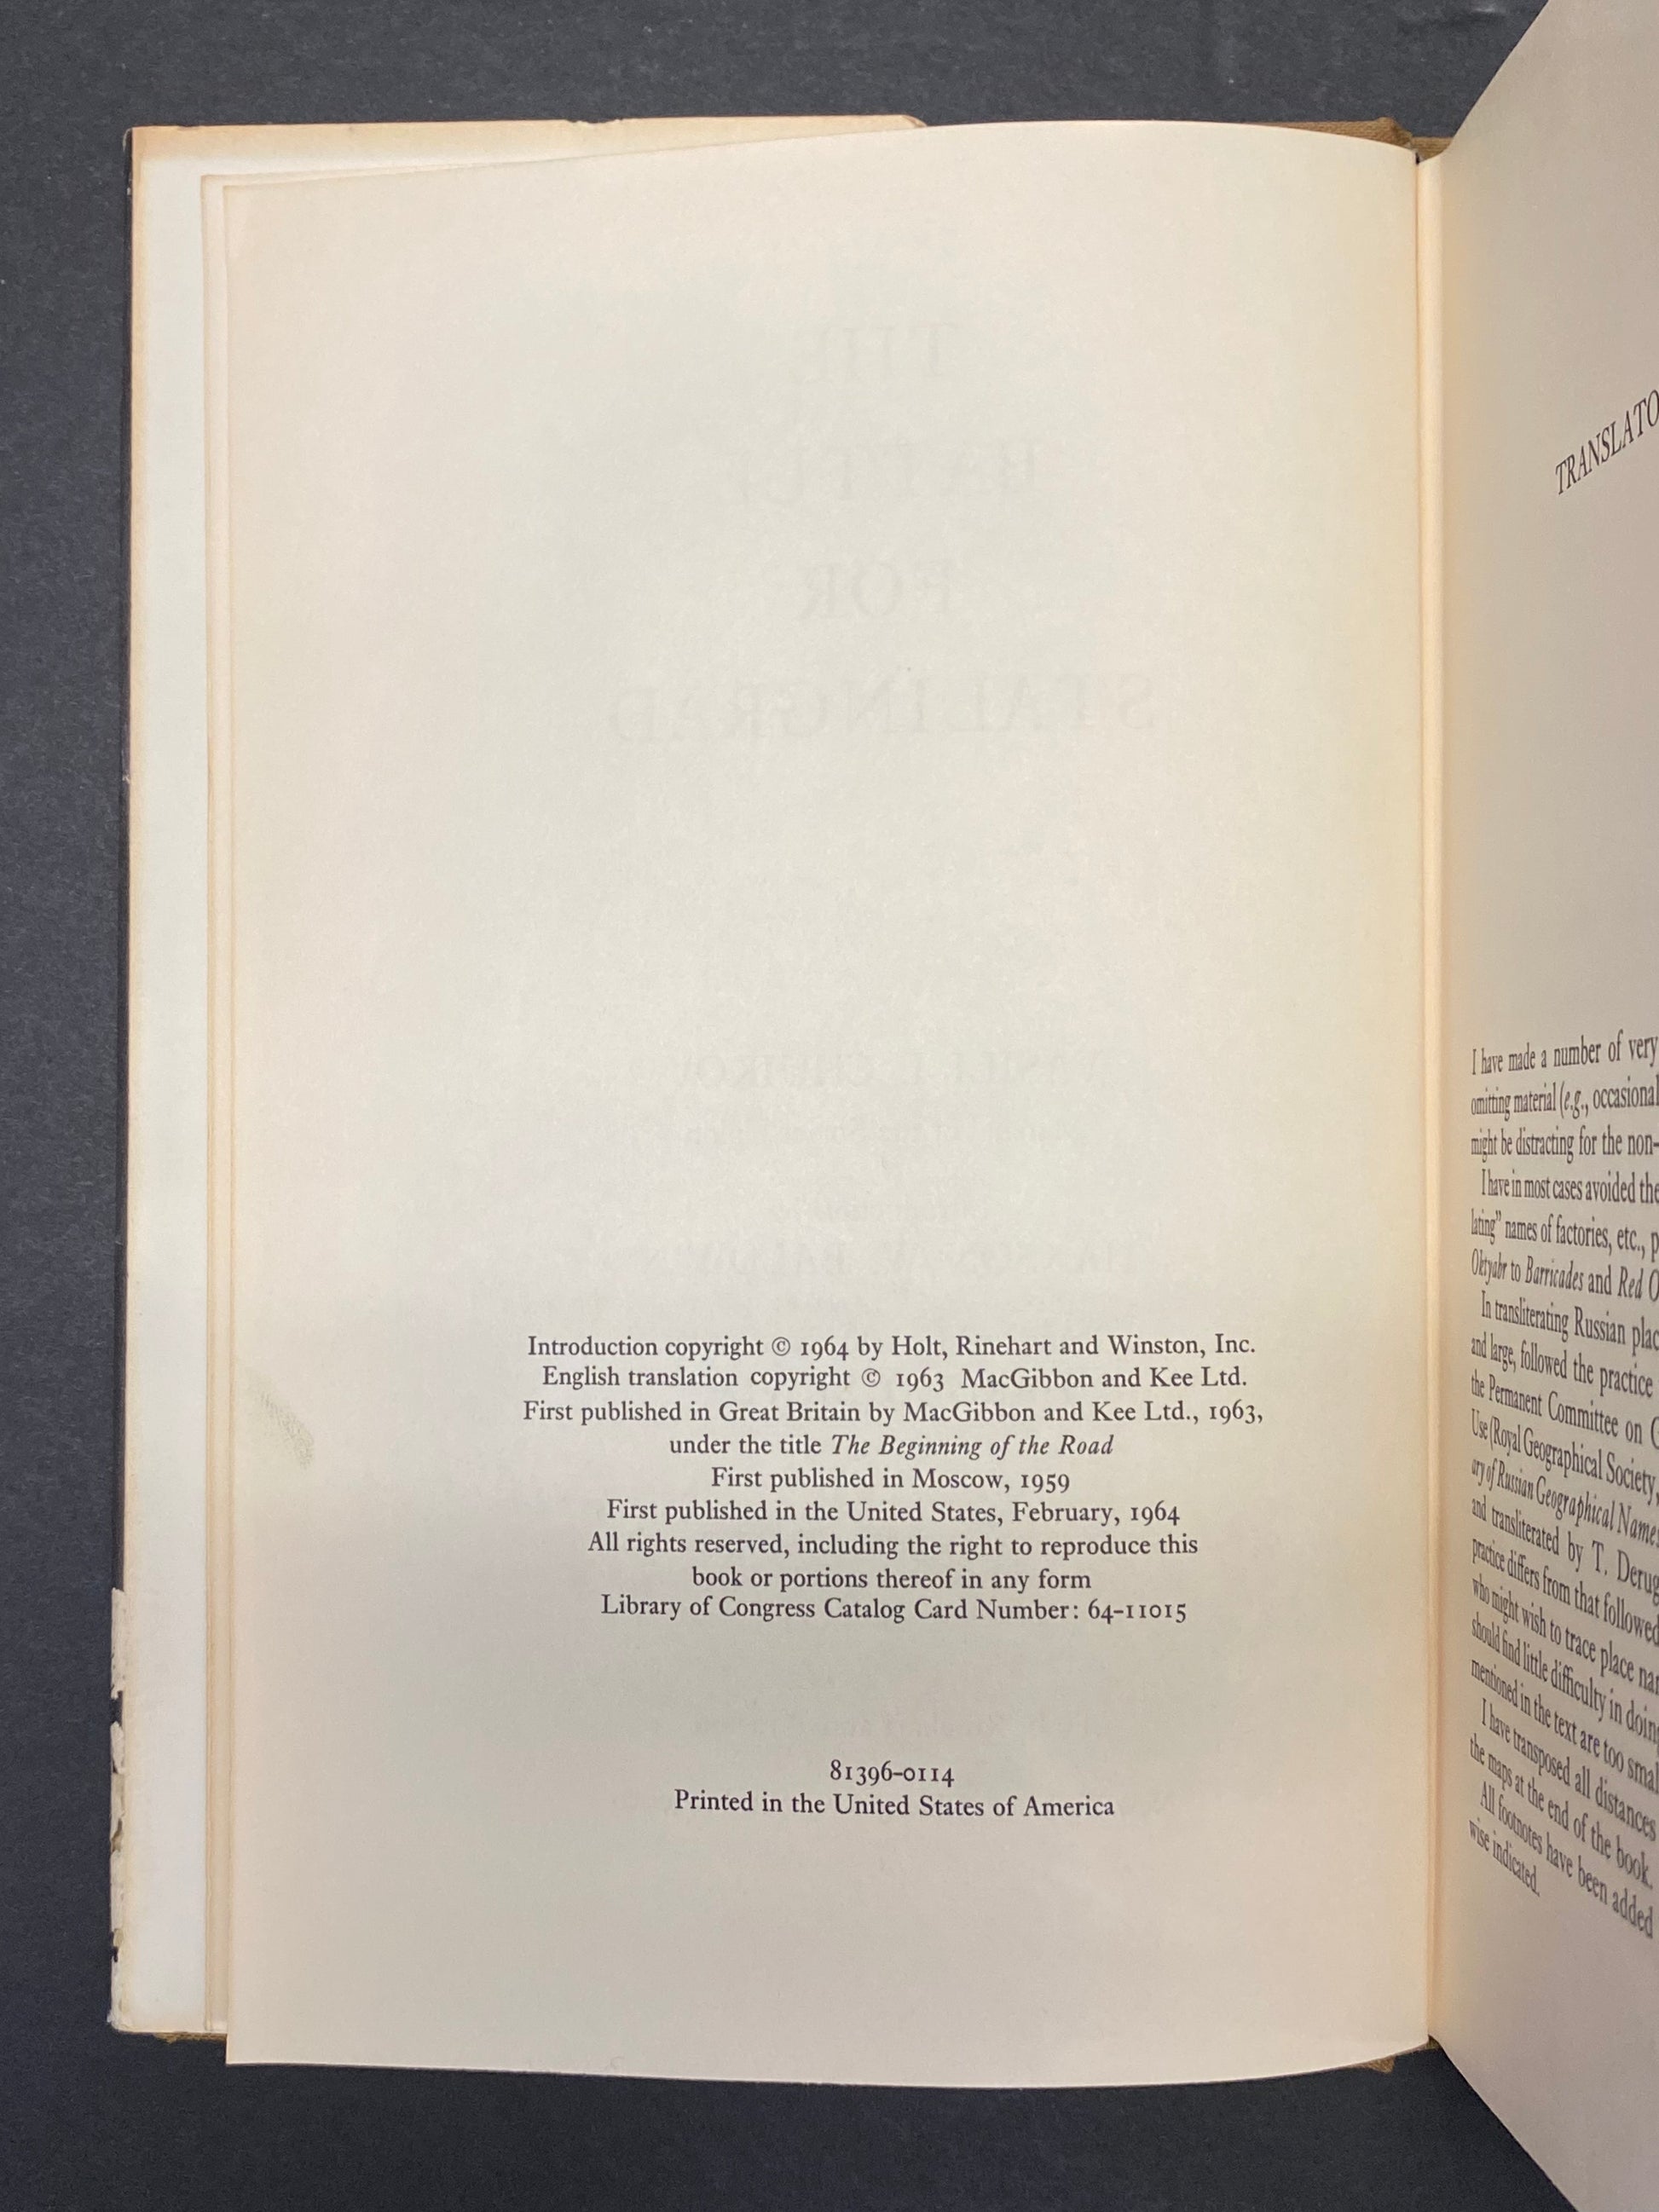 Introduction copyright © 1964 by Holt, Rinehart and Winston, Inc.
English translation copyright © 1963 MacGibbon and Kee Ltd.
First published in Great Britain by MacGibbon and Kee Ltd., 1963,
under the title The Beginning of the Road
First published in Moscow, 1959
First published in the United States, February, 1964
All rights reserved, including the right to reproduce this
book or portions thereof in any form
Library of Congress Catalog Card Number: 64-11015
81396-0114
Printed in the United States of America
TRANSLATO
I have made a number of very
omitting material (e.g., occasional
might be distracting for the non-
I have in most cases avoided the
lating” names of factories, etc., p
Oktyabr to Barricades and Red O
In transliterating Russian plac
and large, followed the practice
the Permanent Committee on G
Use (Royal Geographical Society,
ary of Russian Geographical Names
and transliterated by T. Derug
practice differs from that followed
who might wish to trace place nam
should find little difficulty in doing
mentioned in the text are too smal
I have transposed all distances
the maps at the end of the book.
All footnotes have been added
wise indicated.